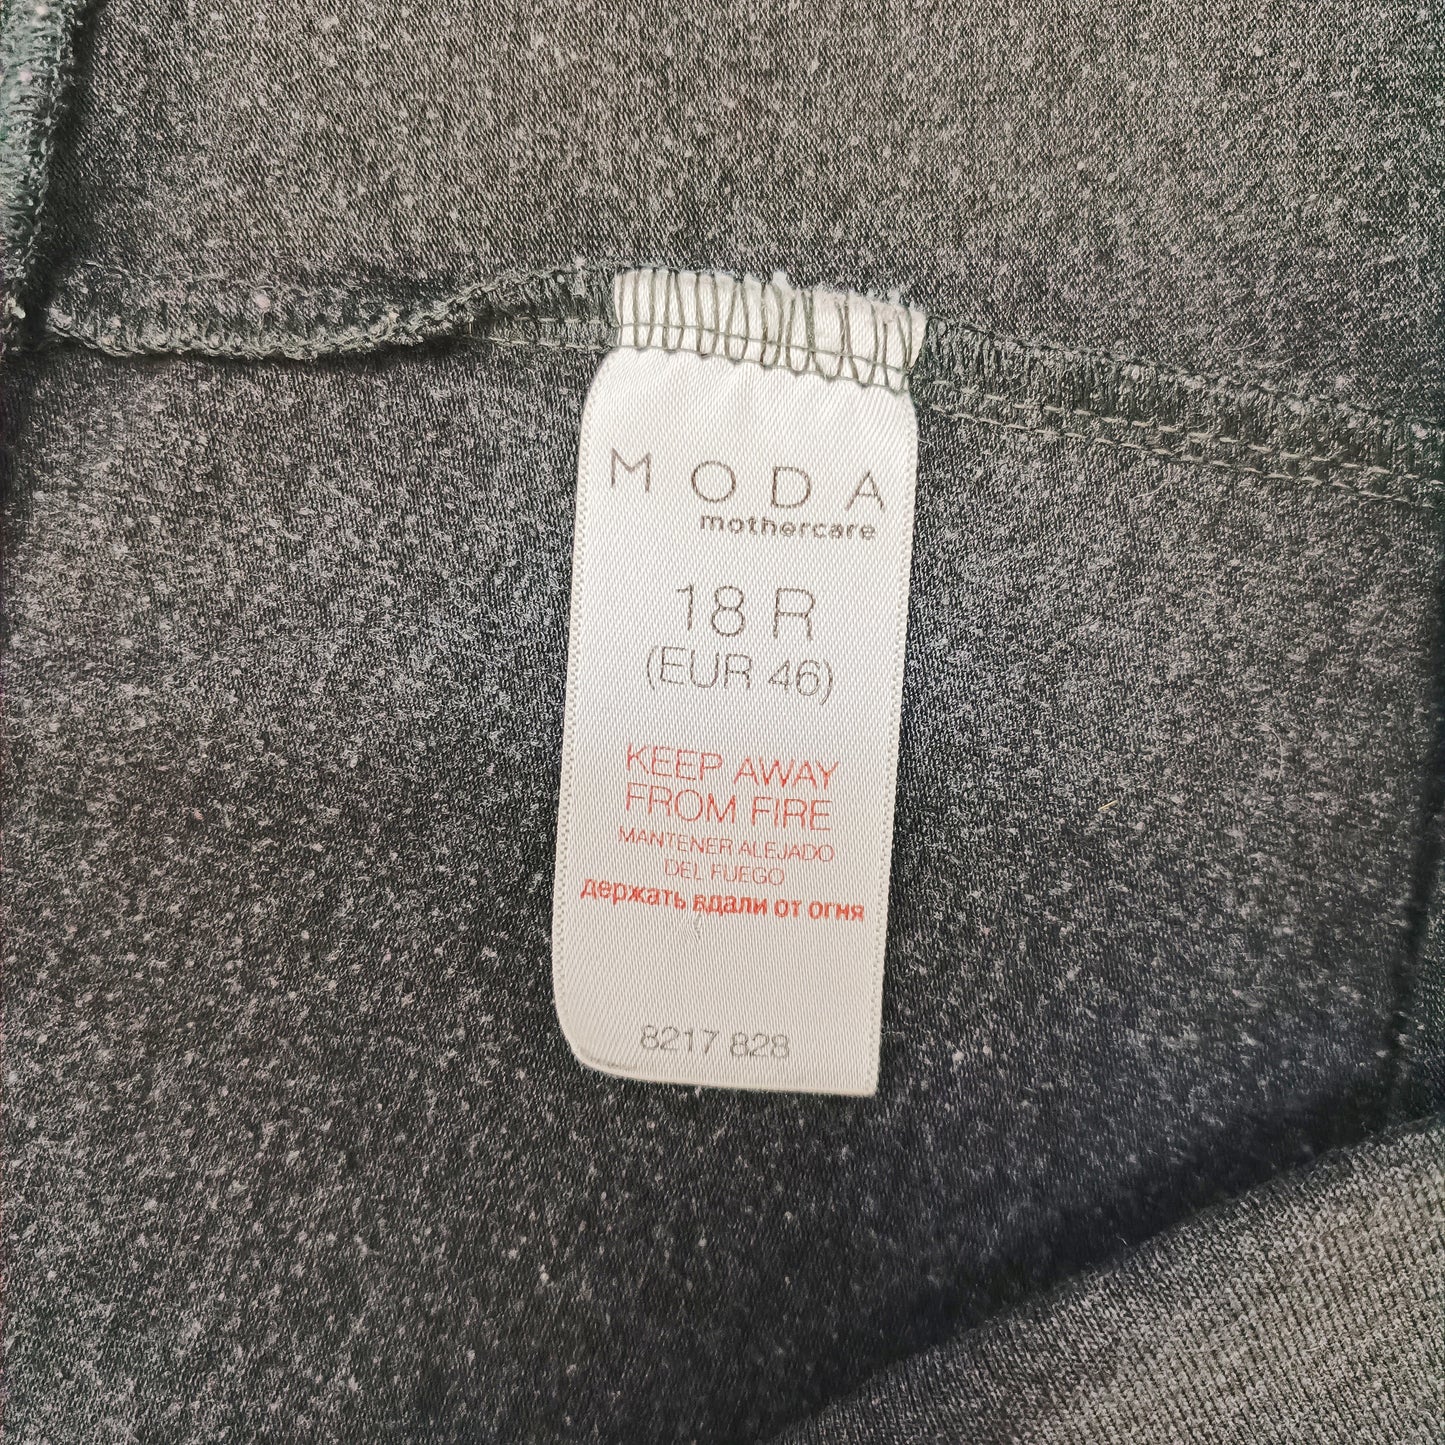 MODA
mothercare
18 R
(EUR 46)
KEEP AWAY
FROM FIRE
MANTENER ALEJADO
DEL FUEGO
держать вдали от огня
8217 828